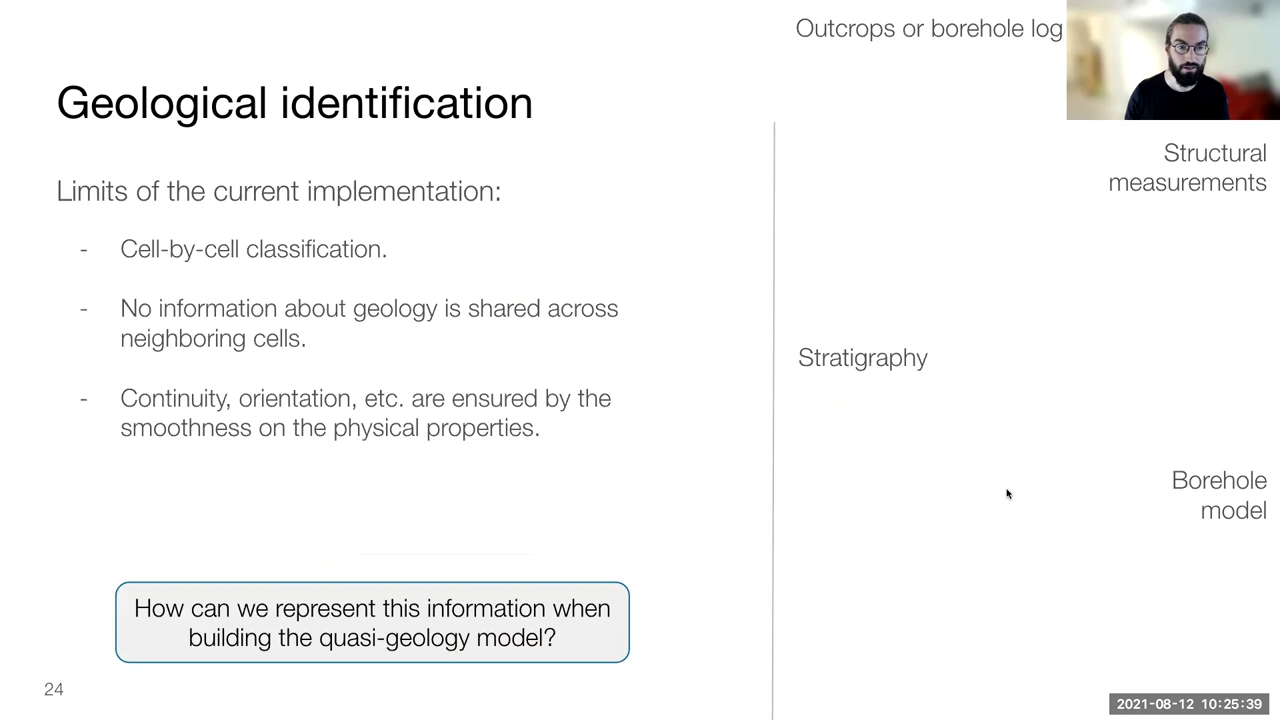 Outcrops or borehole log
Geological identification
Structural
measurements
Limits of the current implementation:
- Cell-by-cell classification.
- No information about geology is shared across
neighboring cells.
Stratigraphy
- Continuity, orientation, etc. are ensured by the
smoothness on the physical properties.
Borehole
model
How can we represent this information when
building the quasi-geology model?
24
2021-08-12 10:25:39